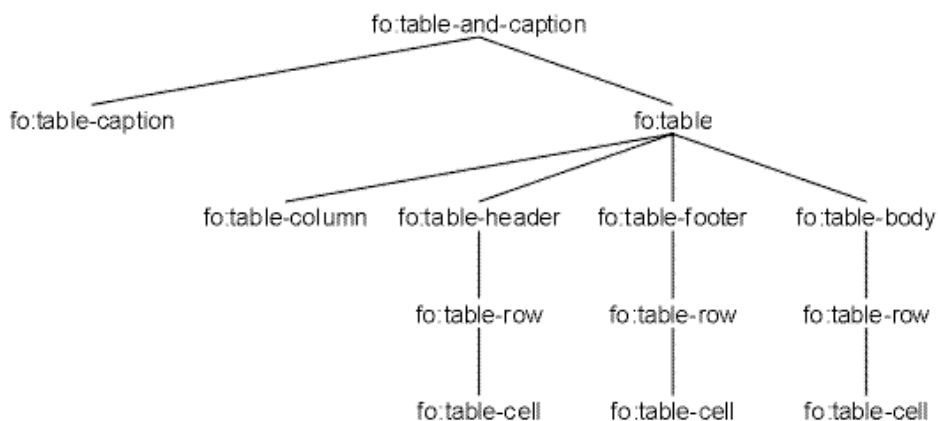 fo:table-and-caption
fo:table-caption fo:table
fo:table-column fo:table-header fo:table-footer fo:table-body
fo:table-row fo:table-row fo:table-row
fo:table-cell fo:table-cell fo:table-cell